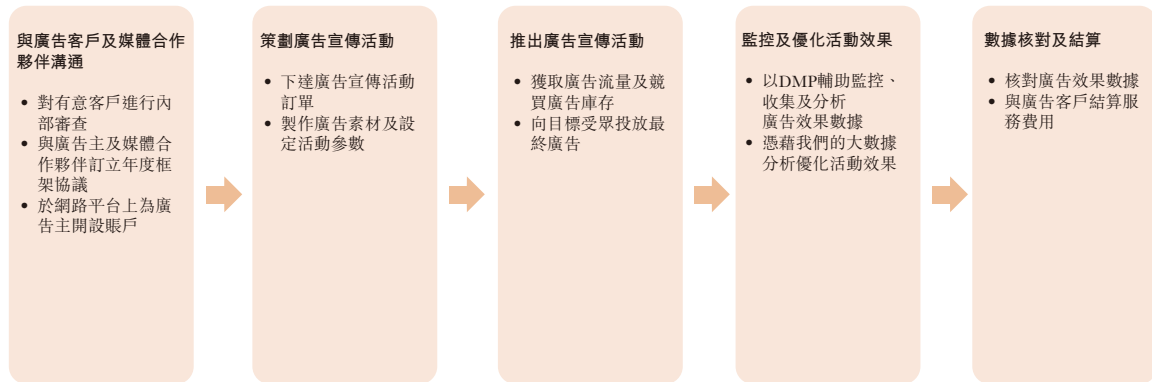 與廣告客戶及媒體合作
夥伴溝通
• 對有意客戶進行內
部審查
• 與廣告主及媒體合
作夥伴訂立年度框
架協議
• 於網路平台上為廣
告主開設賬戶
策劃廣告宣傳活動
• 下達廣告宣傳活動
訂單
• 製作廣告素材及設
定活動參數
推出廣告宣傳活動
• 獲取廣告流量及競
買廣告庫存
• 向目標受眾投放最
終廣告
監控及優化活動效果
• 以DMP輔助監控、
收集及分析
廣告效果數據
• 憑藉我們的大數據
分析優化活動效果
數據核對及結算
• 核對廣告效果數據
• 與廣告客戶結算服
務費用